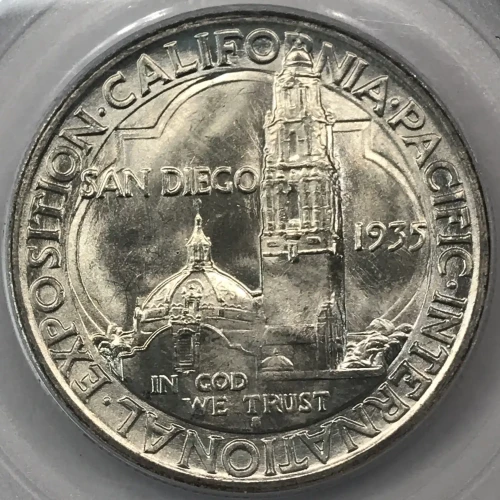 CALIFORNIA·PACIFIC·INTERNATIONAL·EXPOSITION·
SAN DIEGO
1935
IN GOD
WE TRUST